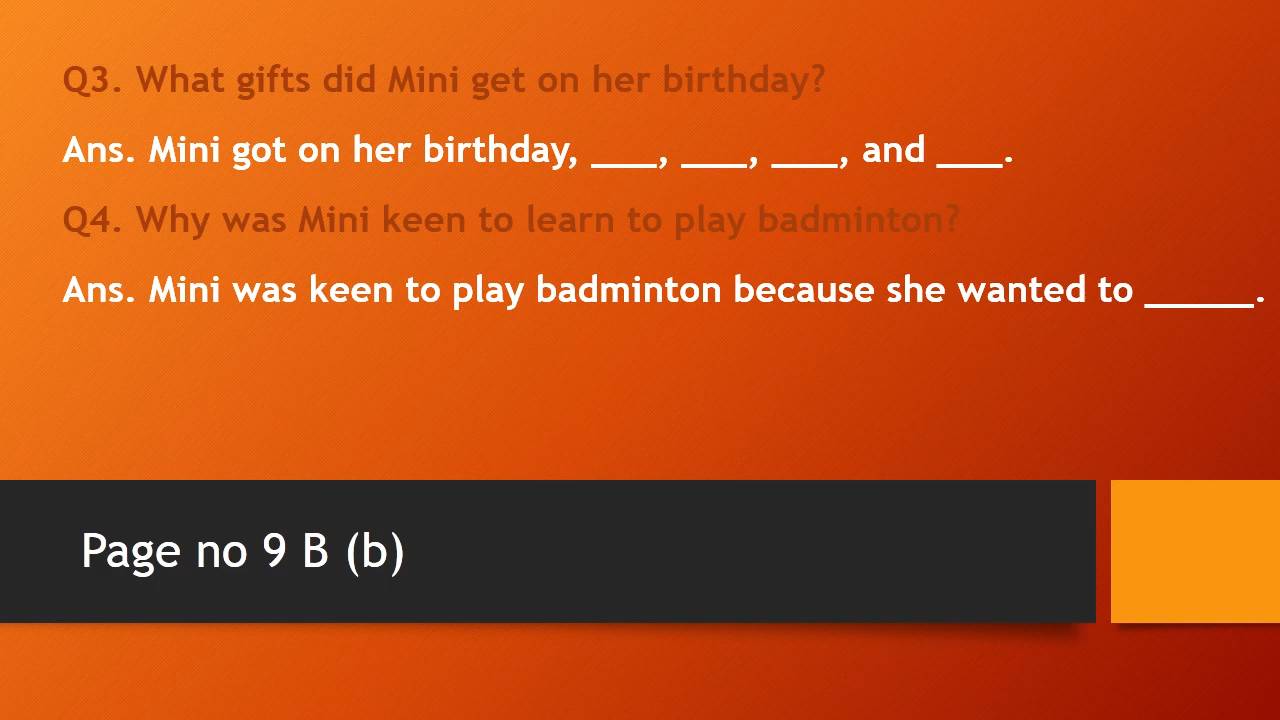 Q3. What gifts did Mini get on her birthday?
Ans. Mini got on her birthday, ___, ___, ___, and ___.
Q4. Why was Mini keen to learn to play badminton?
Ans. Mini was keen to play badminton because she wanted to _____.
Page no 9 B (b)